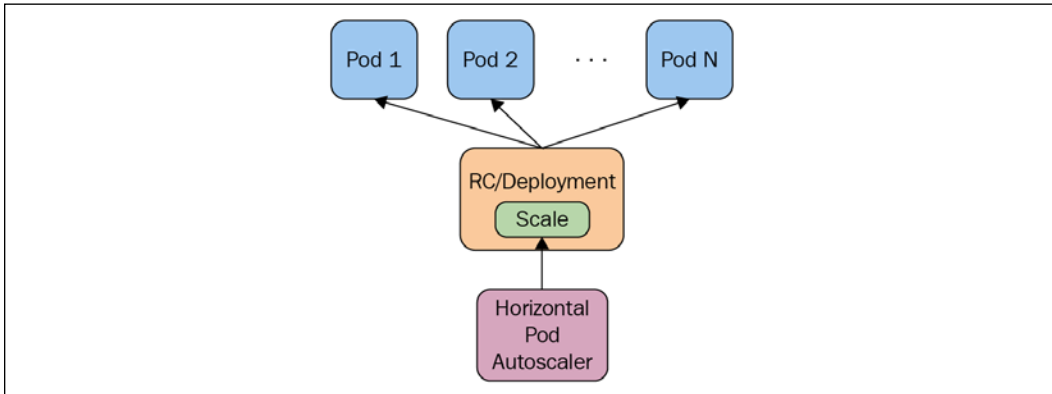 Pod 1
Pod 2
. . .
Pod N
RC/Deployment
Scale
Horizontal
Pod
Autoscaler